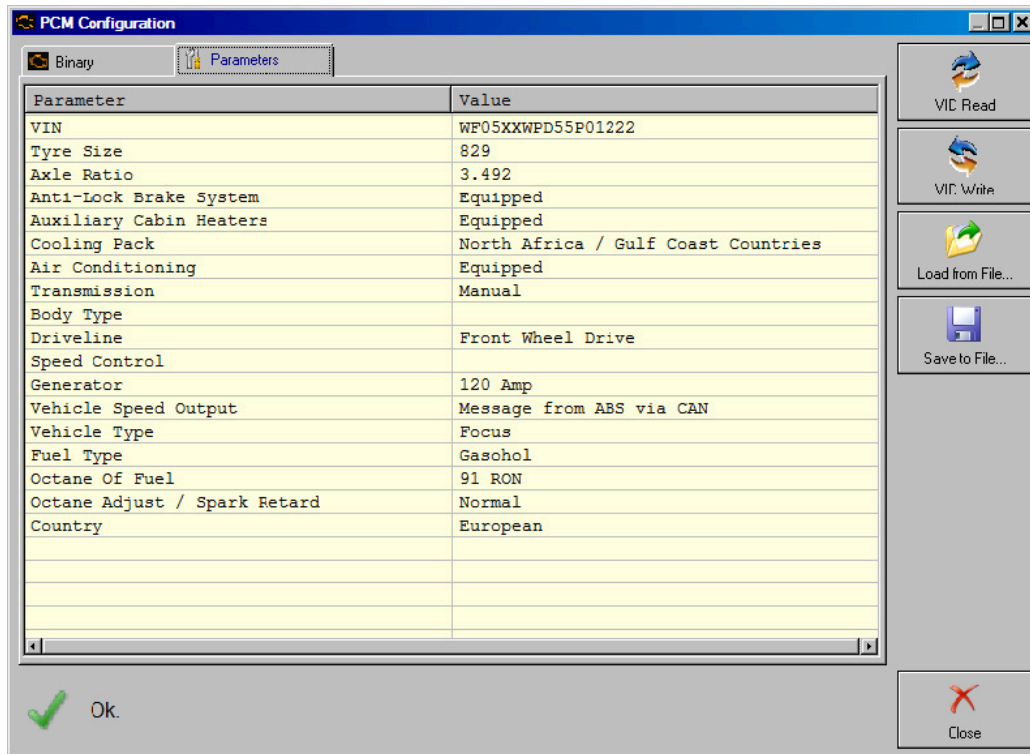 PCM Configuration
Binary
Parameters
Parameter Value
VIN WF05XXWPD55P01222
Tyre Size 829
Axle Ratio 3.492
Anti-Lock Brake System Equipped
Auxiliary Cabin Heaters Equipped
Cooling Pack North Africa / Gulf Coast Countries
Air Conditioning Equipped
Transmission Manual
Body Type
Driveline Front Wheel Drive
Speed Control
Generator 120 Amp
Vehicle Speed Output Message from ABS via CAN
Vehicle Type Focus
Fuel Type Gasohol
Octane Of Fuel 91 RON
Octane Adjust / Spark Retard Normal
Country European
VID Read
VID Write
Load from File...
Save to File...
Ok.
Close